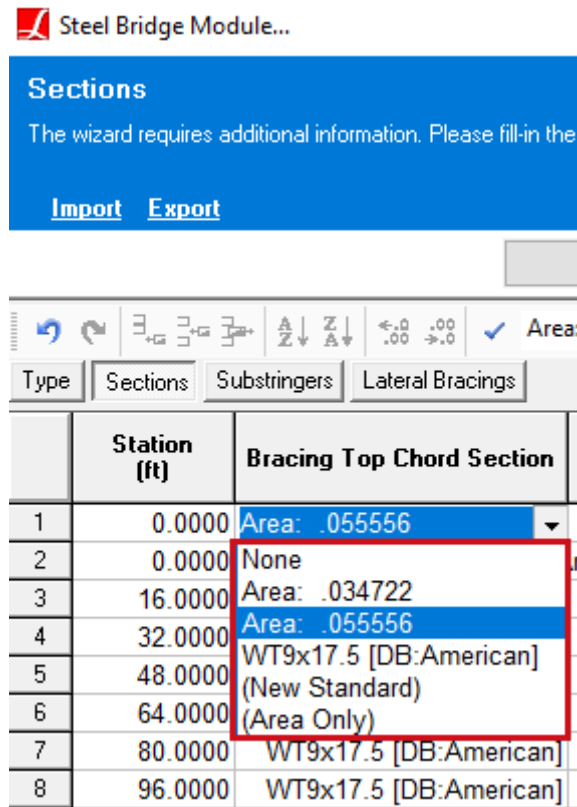 Steel Bridge Module...
Sections
The wizard requires additional information. Please fill-in the
Import Export
Area:
Type Sections Substringers Lateral Bracings
Station (ft) Bracing Top Chord Section
1 0.0000 Area: .055556
2 0.0000 None
Area: .034722
3 16.0000
Area: .055556
4 32.0000
WT9x17.5 [DB:American]
5 48.0000
(New Standard)
6 64.0000
(Area Only)
7 80.0000 WT9x17.5 [DB:American]
8 96.0000 WT9x17.5 [DB:American]